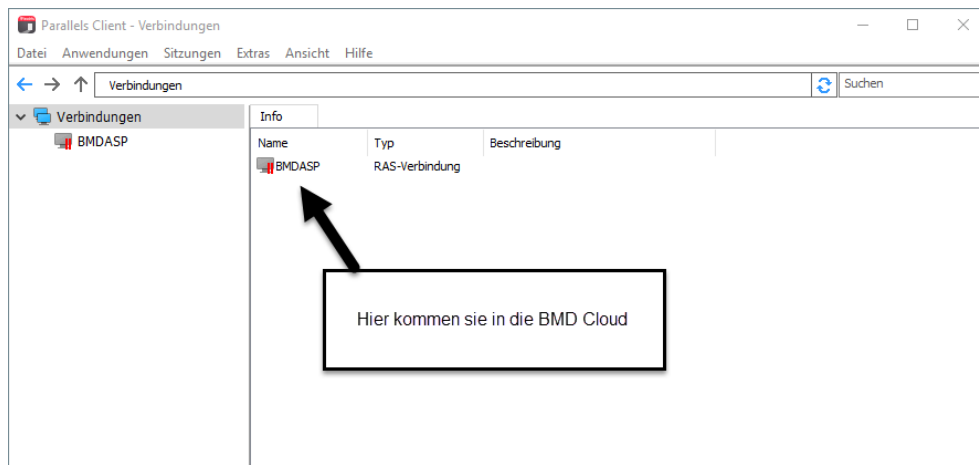 Parallels Client - Verbindungen
Datei Anwendungen Sitzungen Extras Ansicht Hilfe
Verbindungen
Suchen
Verbindungen
BMDASP
Info
Name Typ Beschreibung
BMDASP RAS-Verbindung
Hier kommen sie in die BMD Cloud